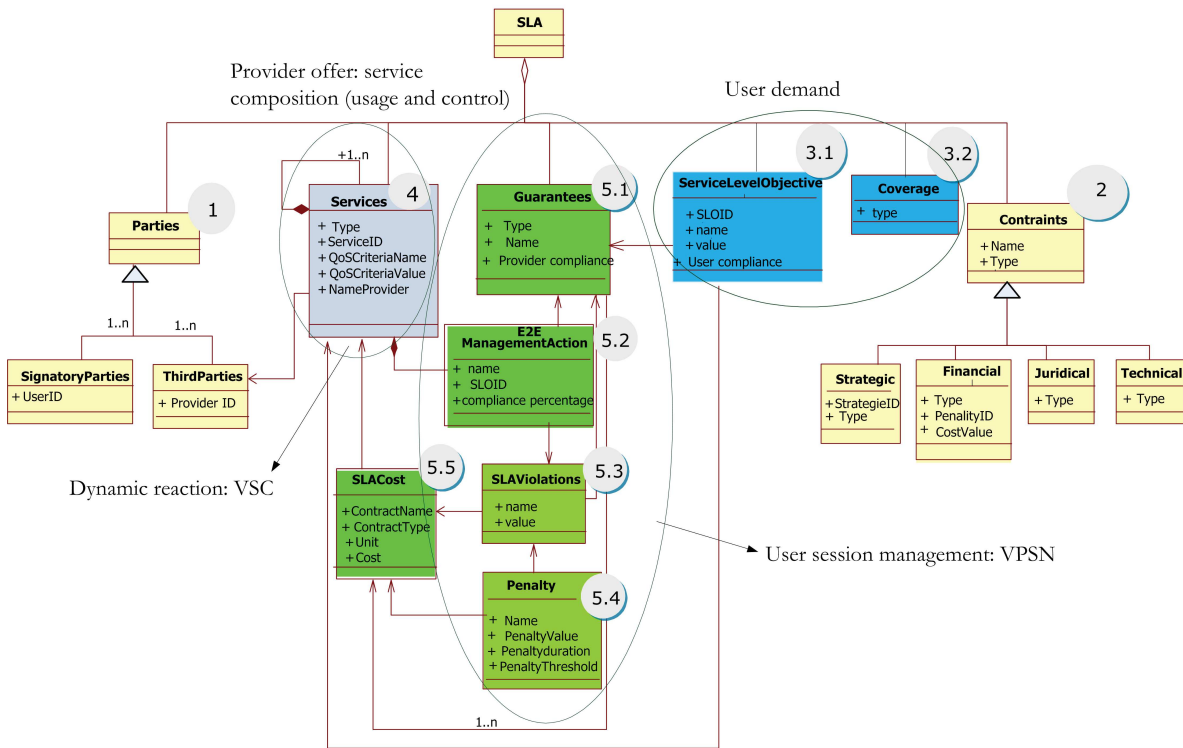 SLA
Provider offer: service
composition (usage and control)
User demand
+1..n
1
Parties
4
Services
+ Type
+ ServiceID
+ QoSCriteriaName
+ QoSCriteriaValue
+ NameProvider
5.1
Guarantees
+ Type
+ Name
+ Provider compliance
3.1
ServiceLevelObjective
+ SLOID
+ name
+ value
+ User compliance
3.2
Coverage
+ type
2
Contraints
+ Name
+ Type
1..n
1..n
SignatoryParties
+ UserID
ThirdParties
+ Provider ID
5.2
E2E
ManagementAction
+ name
+ SLOID
+compliance percentage
Strategic
+StrategieID
+ Type
Financial
+ Type
+ PenalityID
+ CostValue
Juridical
+ Type
Technical
+ Type
Dynamic reaction: VSC
5.5
SLACost
+ContractName
+ContractType
+Unit
+Cost
5.3
SLAViolations
+ name
+ value
User session management: VPSN
5.4
Penalty
+ Name
+ PenaltyValue
+ Penaltyduration
+ PenaltyThreshold
1..n